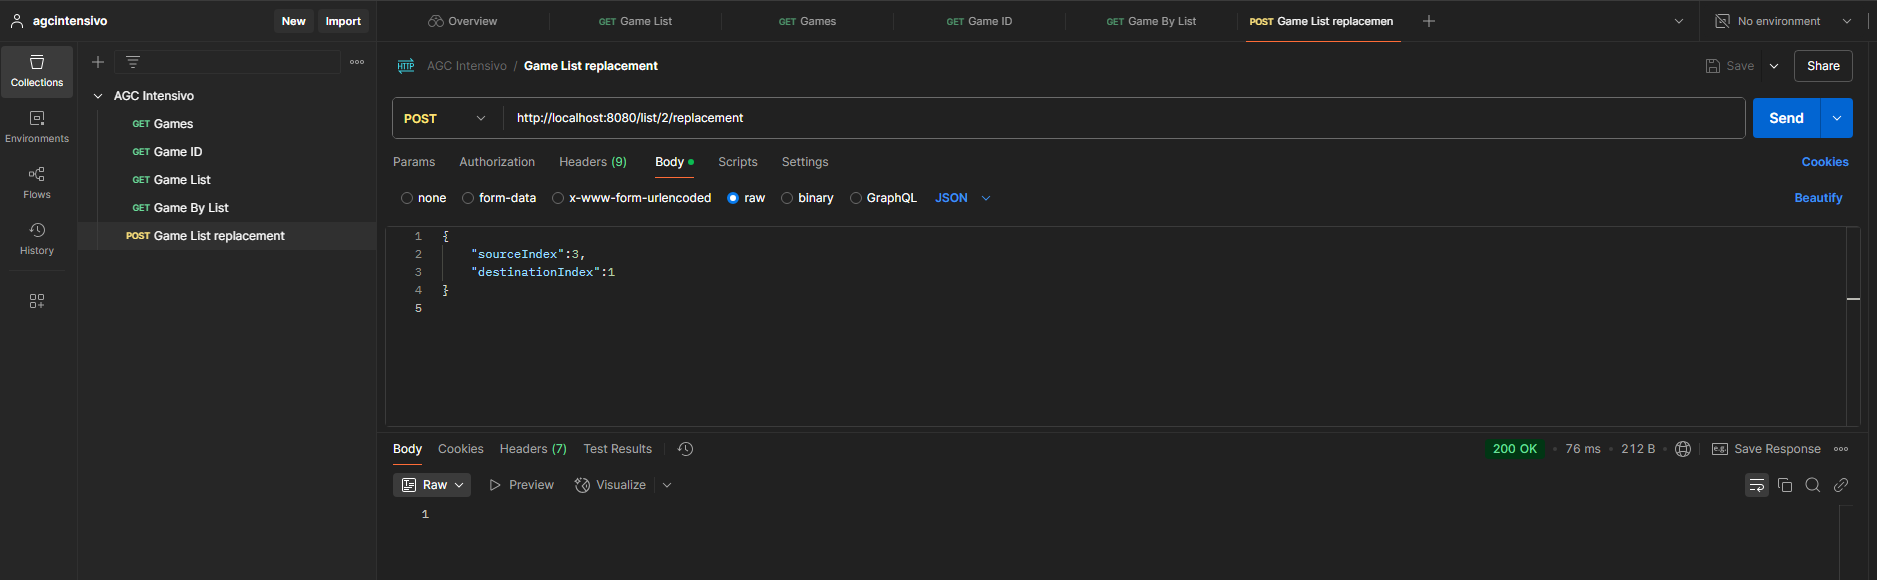 agcintensivo
New
Import
Overview
GET Game List
GET Games
GET Game ID
GET Game By List
POST Game List replacemen
No environment
Collections
Environments
Flows
History
AGC Intensivo
GET Games
GET Game ID
GET Game List
GET Game By List
POST Game List replacement
HTTP AGC Intensivo / Game List replacement
Save
Share
POST
http://localhost:8080/list/2/replacement
Send
Params Authorization Headers (9) Body Scripts Settings
Cookies
none form-data x-www-form-urlencoded raw binary GraphQL JSON
Beautify
1 {
2 "sourceIndex":3,
3 "destinationIndex":1
4 }
5
Body Cookies Headers (7) Test Results
200 OK • 76 ms • 212 B
e.g. Save Response
Raw Preview Visualize
1